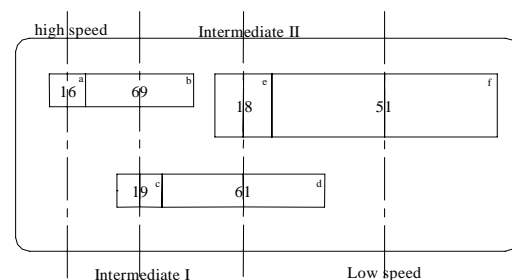 high speed Intermediate II
a b e f
16 69 18 51
c d
19 61
Intermediate I Low speed